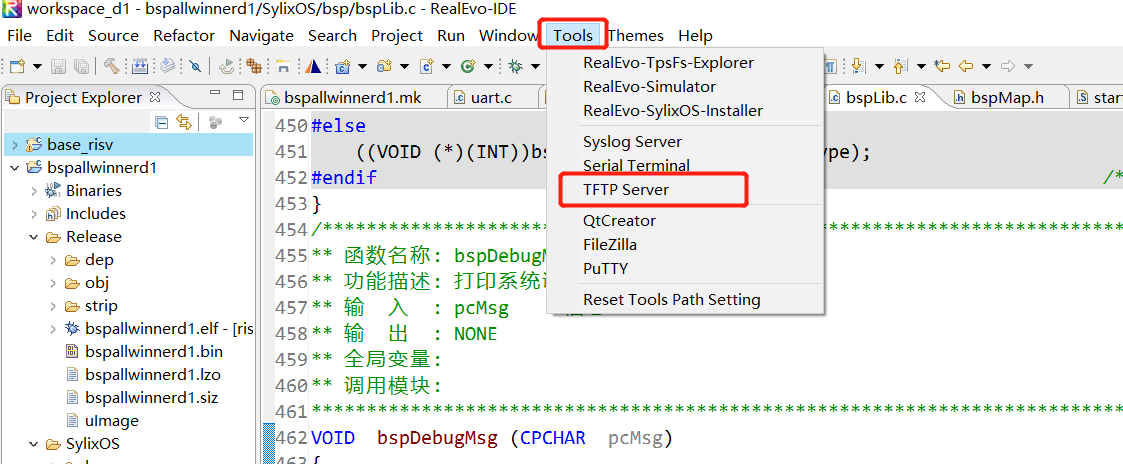 workspace_d1 - bspallwinnerd1/SylixOS/bsp/bspLib.c - RealEvo-IDE
File Edit Source Refactor Navigate Search Project Run Window Tools Themes Help
RealEvo-TpsFs-Explorer
RealEvo-Simulator
RealEvo-SylixOS-Installer
Syslog Server
Serial Terminal
TFTP Server
QtCreator
FileZilla
PuTTY
Reset Tools Path Setting
Project Explorer
base_risv
bspallwinnerd1
Binaries
Includes
Release
dep
obj
strip
bspallwinnerd1.elf - [ris
bspallwinnerd1.bin
bspallwinnerd1.lzo
bspallwinnerd1.siz
uImage
SylixOS
bspallwinnerd1.mk uart.c bspLib.c bspMap.h star
450 #else
451 ((VOID (*)(INT))bs ype);
452 #endif /*
453 }
454 /********************* *********************
455 ** 函数名称: bspDebugM
456 ** 功能描述: 打印系统
457 ** 输 入 : pcMsg
458 ** 输 出 : NONE
459 ** 全局变量:
460 ** 调用模块:
461 ***********************************************************************
462 VOID bspDebugMsg (CPCHAR pcMsg)
463 {